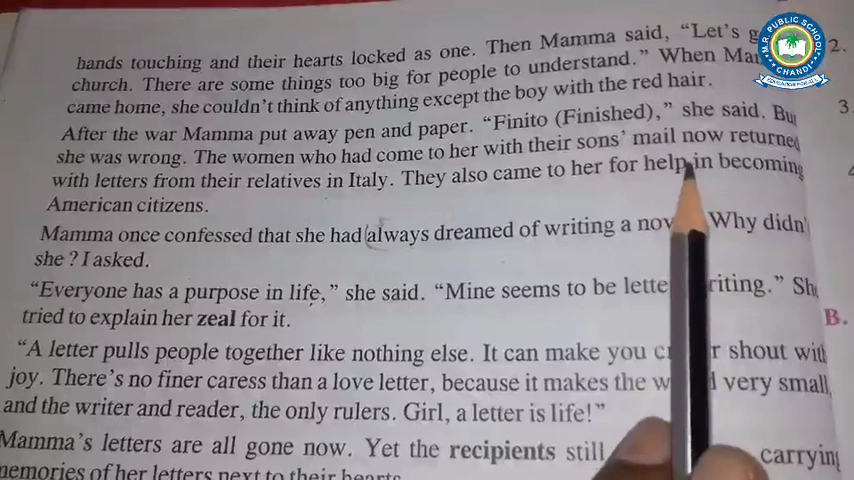 hands touching and their hearts locked as one. Then Mamma said, "Let's g
church. There are some things too big for people to understand." When Mam
came home, she couldn't think of anything except the boy with the red hair.
After the war Mamma put away pen and paper. "Finito (Finished)," she said. But
she was wrong. The women who had come to her with their sons' mail now returned
with letters from their relatives in Italy. They also came to her for help in becoming
American citizens.
Mamma once confessed that she had always dreamed of writing a nov Why didn'
she ? I asked.
"Everyone has a purpose in life," she said. "Mine seems to be lette riting." She
tried to explain her zeal for it.
"A letter pulls people together like nothing else. It can make you c r shout with
joy. There's no finer caress than a love letter, because it makes the w d very small,
and the writer and reader, the only rulers. Girl, a letter is life!"
Mamma's letters are all gone now. Yet the recipients still carrying
memories of her letters next to their hearts.
M.R. PUBLIC SCHOOL
CHANDI
EDUCATION FOR ALL
2.
3.
4
B.